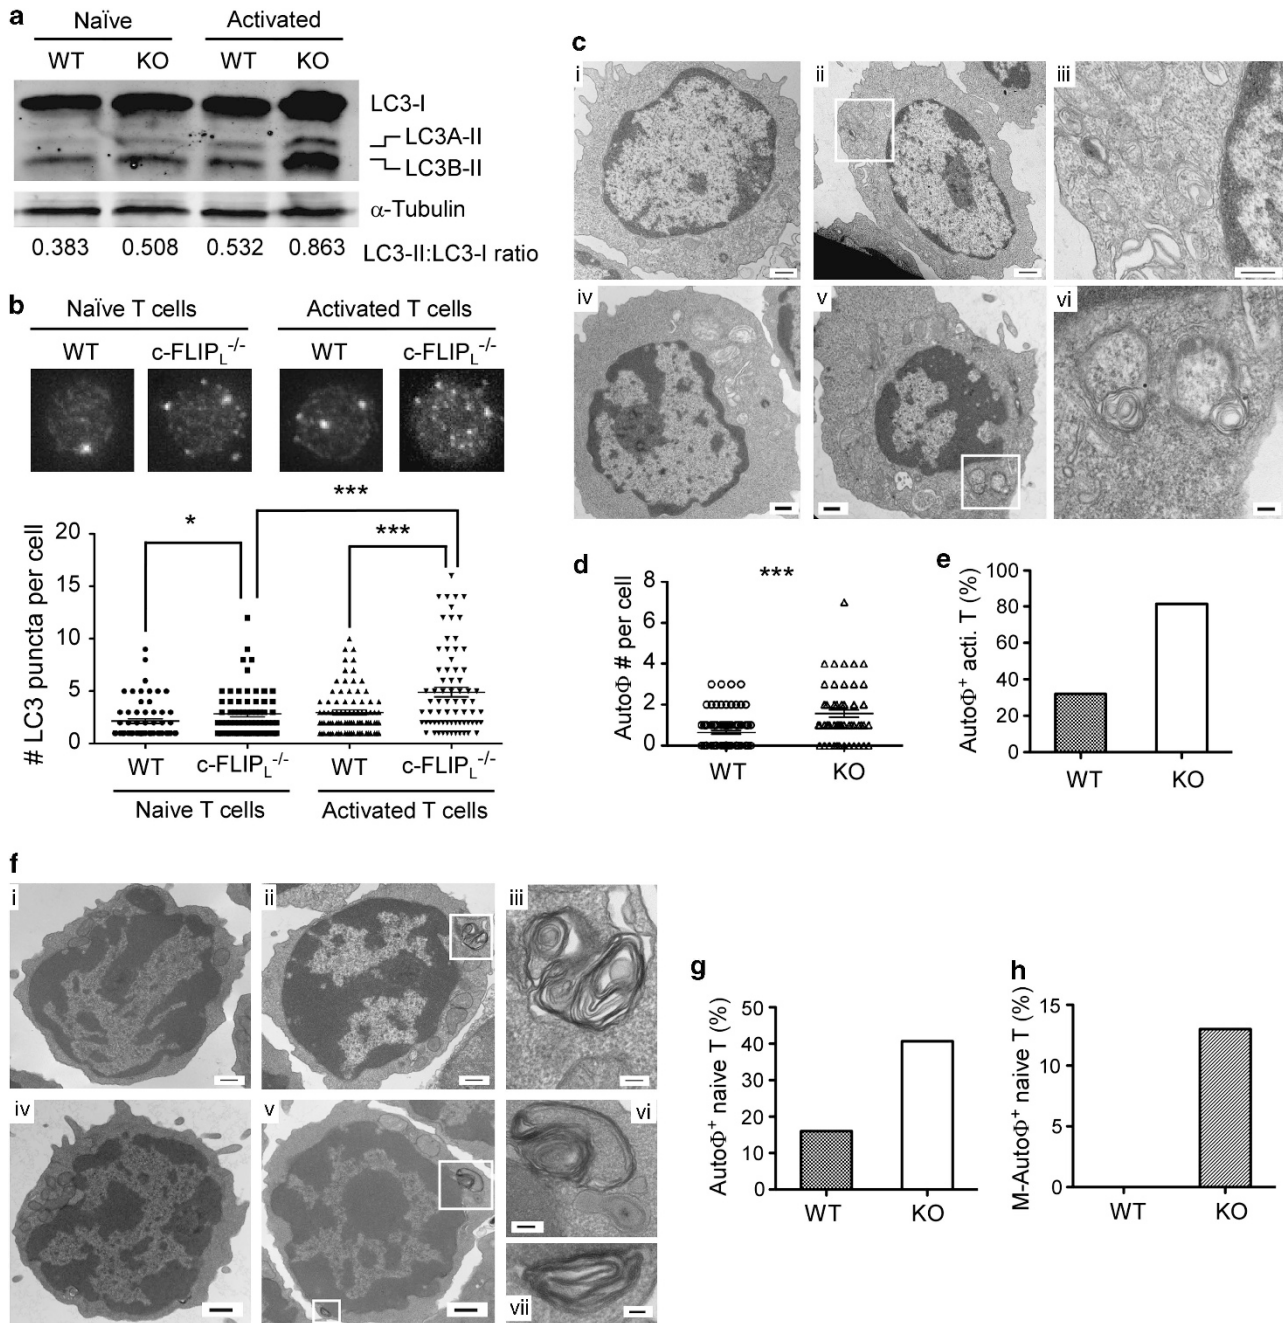 a
Naïve Activated
WT KO WT KO
LC3-I
LC3A-II
LC3B-II
α-Tubulin
0.383 0.508 0.532 0.863 LC3-II:LC3-I ratio
b
Naïve T cells Activated T cells
WT c-FLIPL-/- WT c-FLIPL-/-
# LC3 puncta per cell
20
15
10
5
0
* *** ***
WT c-FLIPL-/- WT c-FLIPL-/-
Naive T cells Activated T cells
c
i ii iii
iv v vi
d
AutoΦ # per cell
8
6
4
2
0
***
WT KO
e
AutoΦ+ acti. T (%)
100
80
60
40
20
0
WT KO
f
i ii iii
iv v vi
vii
g
AutoΦ+ naive T (%)
50
40
30
20
10
0
WT KO
h
M-AutoΦ+ naive T (%)
15
10
5
0
WT KO